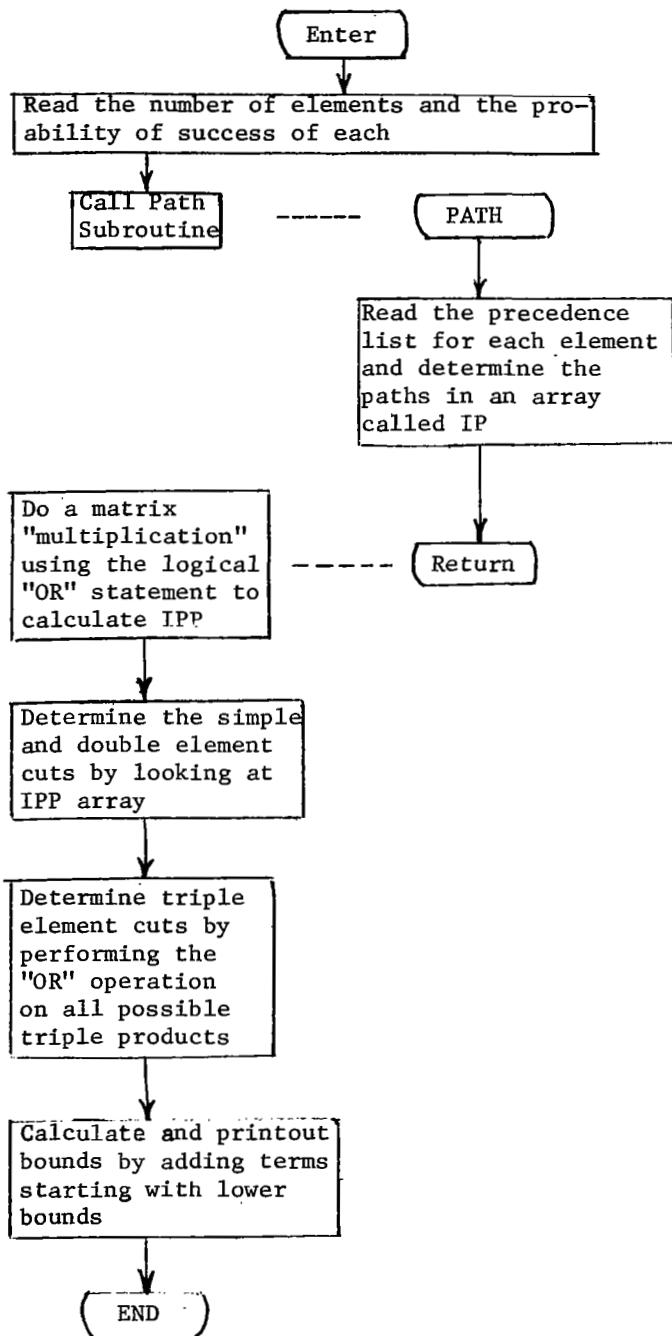 Enter
Read the number of elements and the pro-
ability of success of each
Call Path
Subroutine
PATH
Read the precedence
list for each element
and determine the
paths in an array
called IP
Do a matrix
"multiplication"
using the logical
"OR" statement to
calculate IPP
Return
Determine the simple
and double element
cuts by looking at
IPP array
Determine triple
element cuts by
performing the
"OR" operation
on all possible
triple products
Calculate and printout
bounds by adding terms
starting with lower
bounds
END